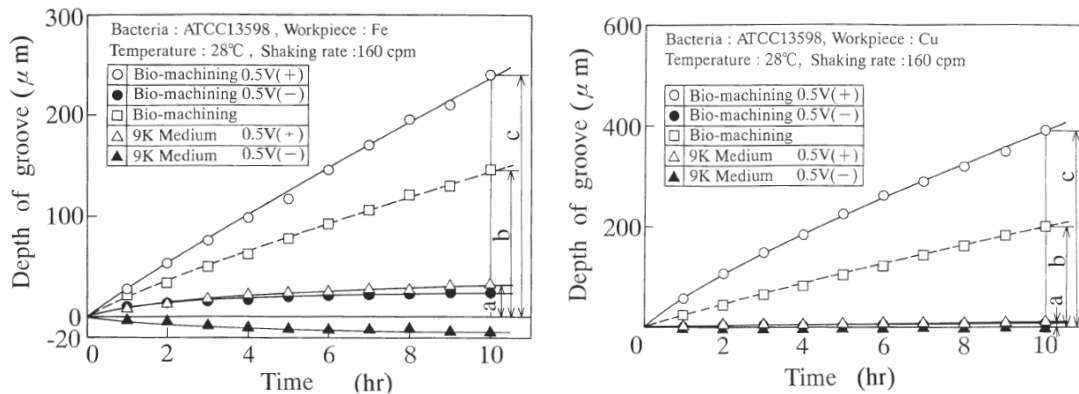 Bacteria : ATCC13598 , Workpiece : Fe
Temperature : 28℃ , Shaking rate :160 cpm
○ Bio-machining 0.5V(+)
● Bio-machining 0.5V(−)
□ Bio-machining
△ 9K Medium 0.5V(+)
▲ 9K Medium 0.5V(−)
Depth of groove (μm)
300
200
100
0
-20
a
b
c
0 2 4 6 8 10
Time (hr)
Bacteria : ATCC13598, Workpiece : Cu
Temperature : 28℃ , Shaking rate :160 cpm
○ Bio-machining 0.5V(+)
● Bio-machining 0.5V(−)
□ Bio-machining
△ 9K Medium 0.5V(+)
▲ 9K Medium 0.5V(−)
Depth of groove (μm)
600
400
200
0
a
b
c
0 2 4 6 8 10
Time (hr)